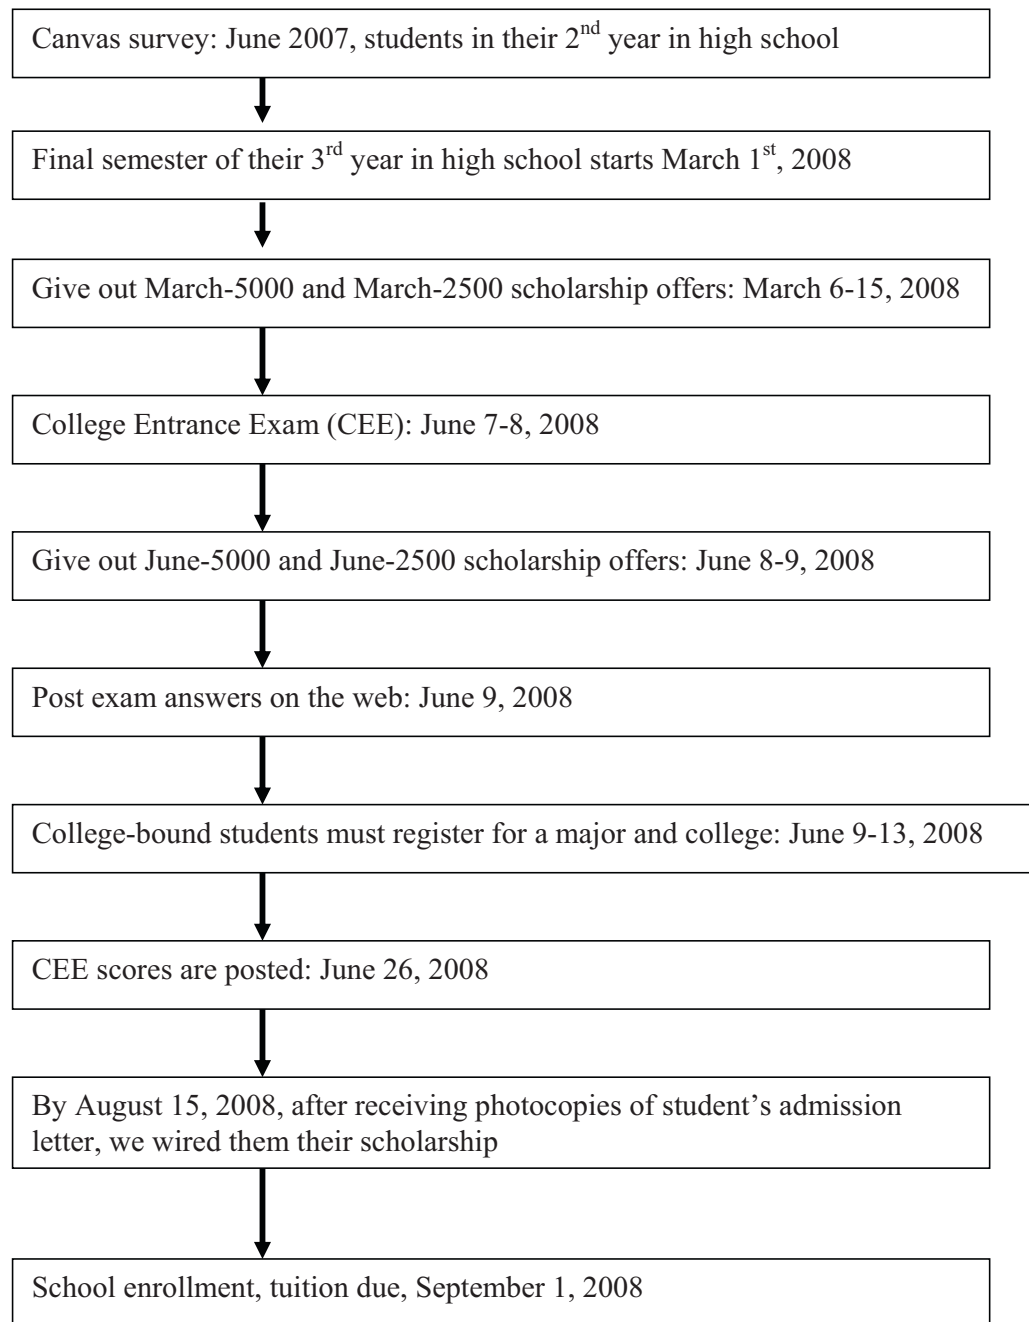 Canvas survey: June 2007, students in their 2nd year in high school
Final semester of their 3rd year in high school starts March 1st, 2008
Give out March-5000 and March-2500 scholarship offers: March 6-15, 2008
College Entrance Exam (CEE): June 7-8, 2008
Give out June-5000 and June-2500 scholarship offers: June 8-9, 2008
Post exam answers on the web: June 9, 2008
College-bound students must register for a major and college: June 9-13, 2008
CEE scores are posted: June 26, 2008
By August 15, 2008, after receiving photocopies of student’s admission
letter, we wired them their scholarship
School enrollment, tuition due, September 1, 2008